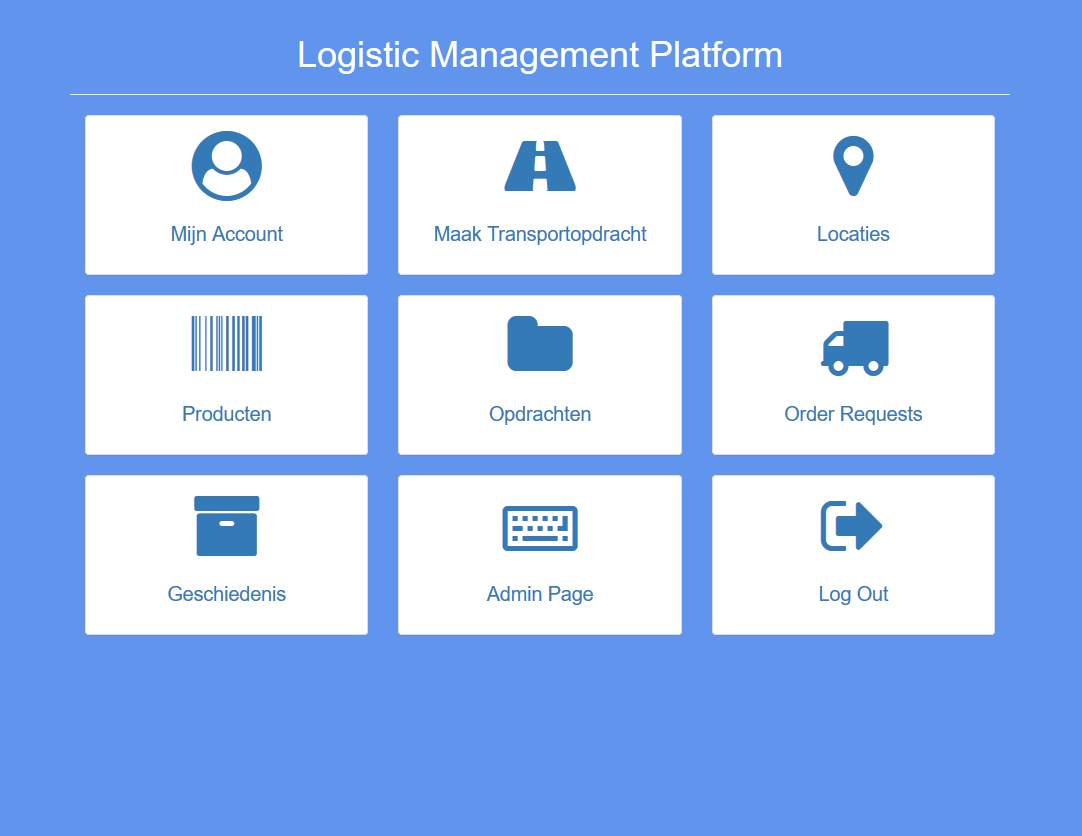 Logistic Management Platform
Mijn Account
Maak Transportopdracht
Locaties
Producten
Opdrachten
Order Requests
Geschiedenis
Admin Page
Log Out